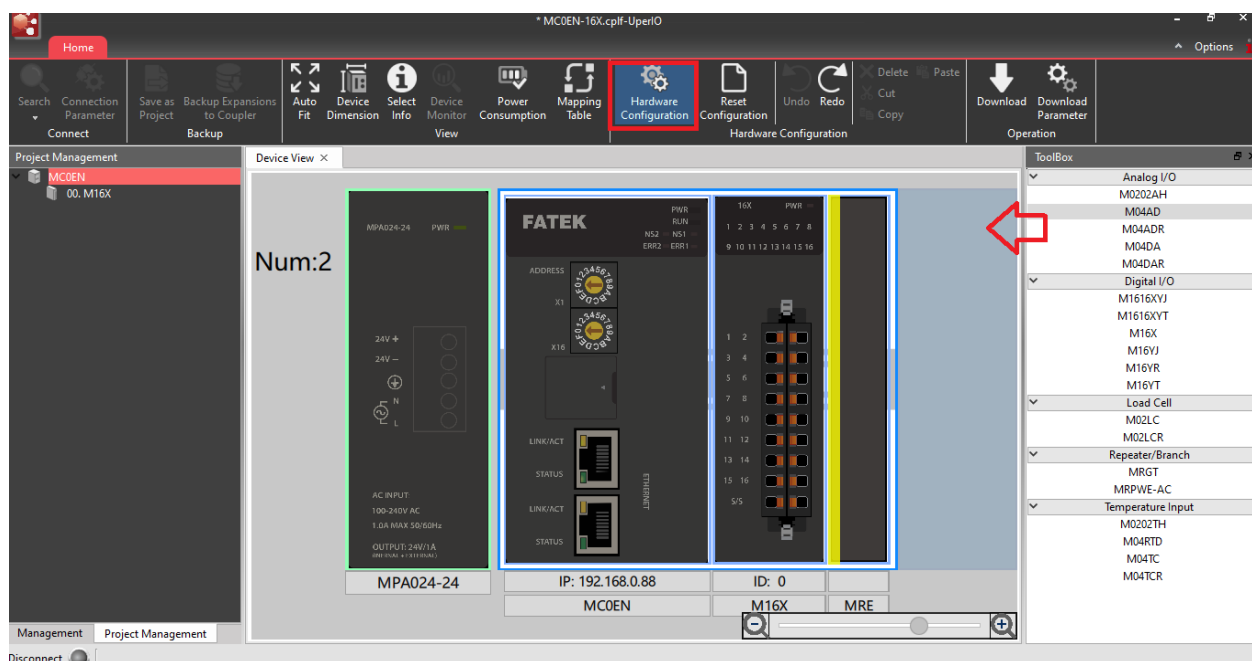 * MC0EN-16X.cplf-UperIO
Home
Options
Search
Connection Parameter
Connect
Save as Project
Backup Expansions to Coupler
Backup
Auto Fit
Device Dimension
Select Info
Device Monitor
View
Power Consumption
Mapping Table
Hardware Configuration
Reset Configuration
Undo
Redo
Delete
Paste
Cut
Copy
Hardware Configuration
Download
Download Parameter
Operation
Project Management
MC0EN
00. M16X
Management
Project Management
Disconnect
Device View ×
Num:2
MPA024-24 PWR
24V +
24V −
N
L
AC INPUT:
100-240V AC
1.0A MAX 50/60Hz
OUTPUT: 24V/1A
MPA024-24
FATEK
PWR
RUN
NS2 NS1
ERR2 ERR1
ADDRESS
X1
X16
LINK/ACT
STATUS
ETHERNET
LINK/ACT
STATUS
IP: 192.168.0.88
MC0EN
16X PWR
1 2 3 4 5 6 7 8
9 10 11 12 13 14 15 16
1 2
3 4
5 6
7 8
9 10
11 12
13 14
15 16
S/S
ID: 0
M16X
MRE
ToolBox
Analog I/O
M0202AH
M04AD
M04ADR
M04DA
M04DAR
Digital I/O
M1616XYJ
M1616XYT
M16X
M16YJ
M16YR
M16YT
Load Cell
M02LC
M02LCR
Repeater/Branch
MRGT
MRPWE-AC
Temperature Input
M0202TH
M04RTD
M04TC
M04TCR